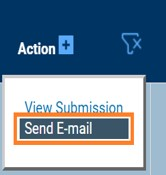 Action +
View Submission
Send E-mail